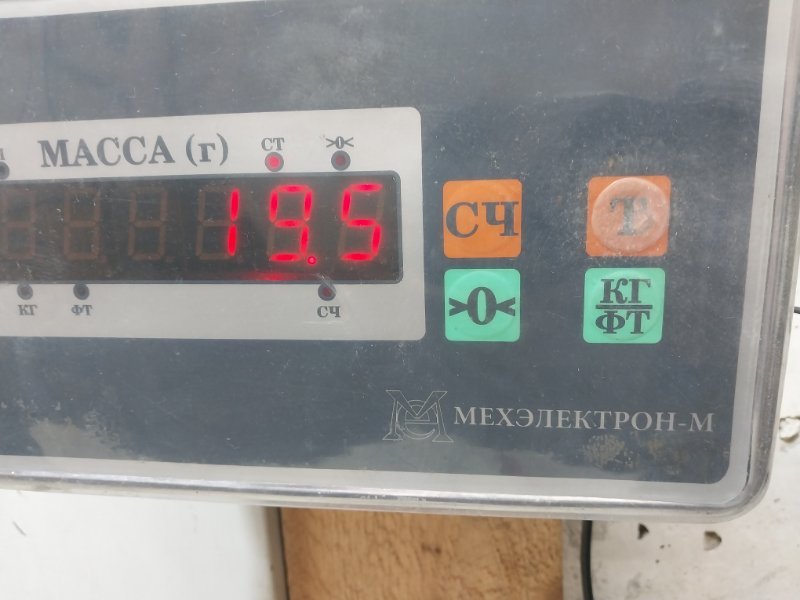 МАССА (г)
СТ
>0<
19.5
КГ
ФТ
СЧ
СЧ
Т
>0<
КГ
ФТ
МЕХЭЛЕКТРОН-М